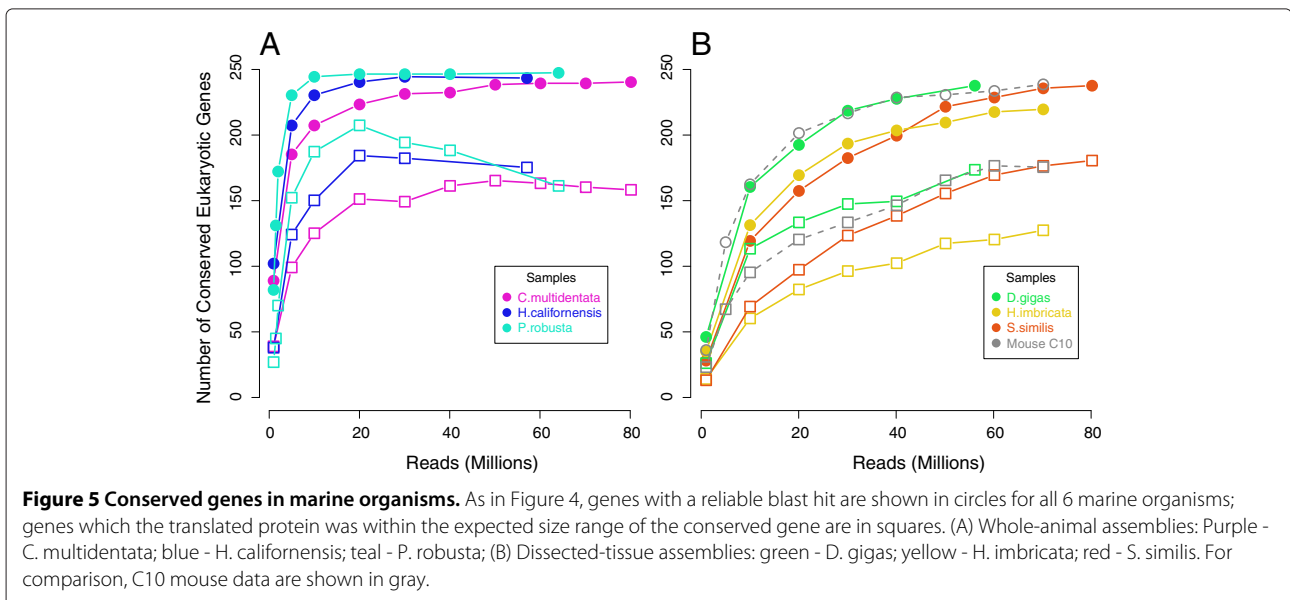 A
B
Number of Conserved Eukaryotic Genes
0 50 100 150 200 250
0 20 40 60 80
Reads (Millions)
Samples
C.multidentata
H.californensis
P.robusta
0 50 100 150 200 250
0 20 40 60 80
Reads (Millions)
Samples
D.gigas
H.imbricata
S.similis
Mouse C10
Figure 5 Conserved genes in marine organisms. As in Figure 4, genes with a reliable blast hit are shown in circles for all 6 marine organisms;
genes which the translated protein was within the expected size range of the conserved gene are in squares. (A) Whole-animal assemblies: Purple -
C. multidentata; blue - H. californensis; teal - P. robusta; (B) Dissected-tissue assemblies: green - D. gigas; yellow - H. imbricata; red - S. similis. For
comparison, C10 mouse data are shown in gray.